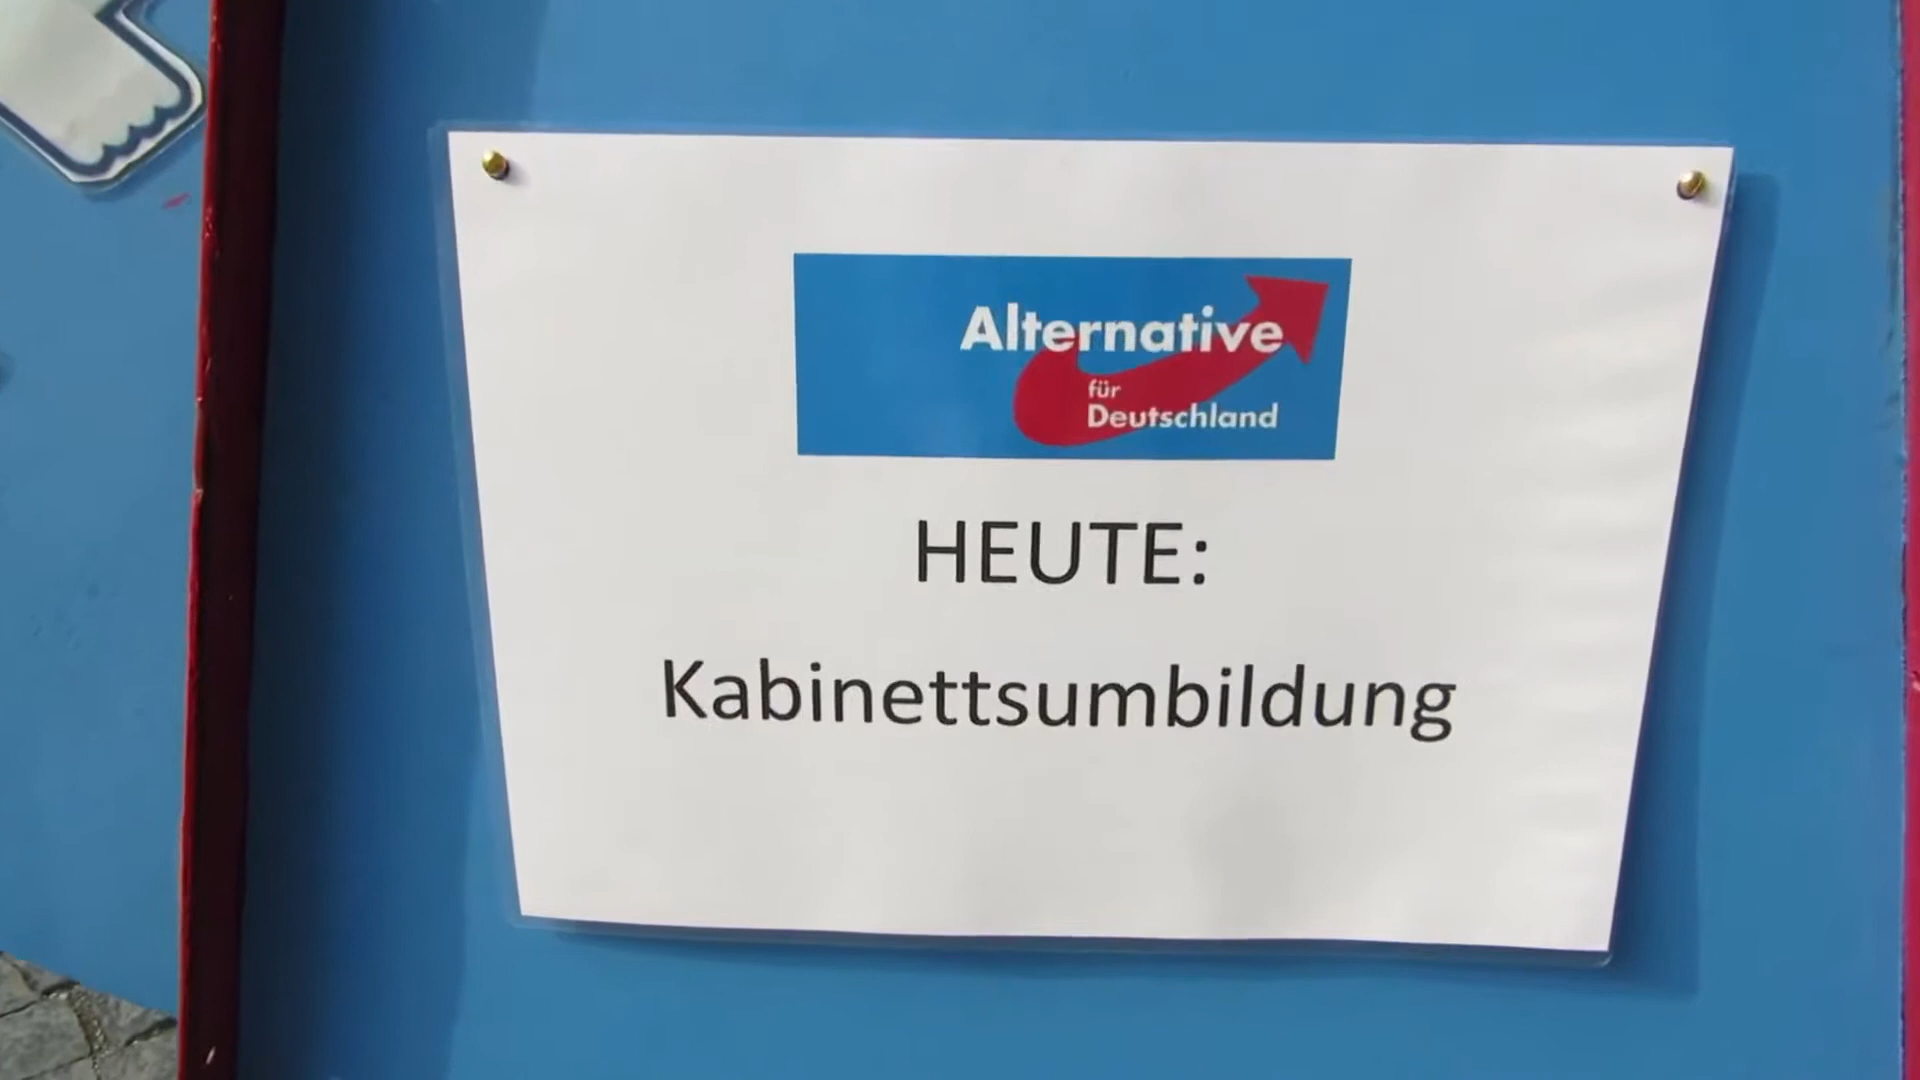 Alternative
für
Deutschland
HEUTE:
Kabinettsumbildung